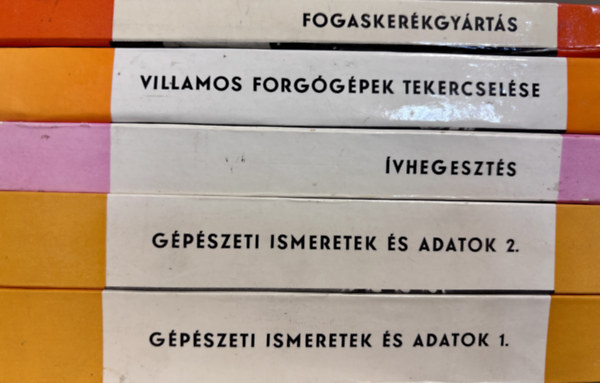 FOGASKERÉKGYÁRTÁS
VILLAMOS FORGÓGÉPEK TEKERCSELÉSE
ÍVHEGESZTÉS
GÉPÉSZETI ISMERETEK ÉS ADATOK 2.
GÉPÉSZETI ISMERETEK ÉS ADATOK 1.